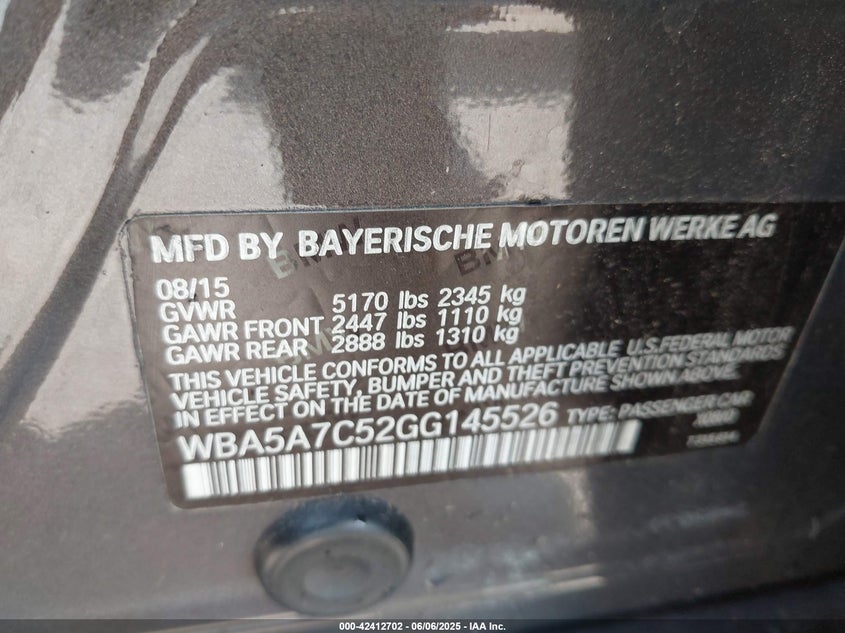 MFD BY BAYERISCHE MOTOREN WERKE AG
08/15
GVWR 5170 lbs 2345 kg
GAWR FRONT 2447 lbs 1110 kg
GAWR REAR 2888 lbs 1310 kg
THIS VEHICLE CONFORMS TO ALL APPLICABLE U.S.FEDERAL MOTOR
VEHICLE SAFETY, BUMPER AND THEFT PREVENTION STANDARDS
IN EFFECT ON THE DATE OF MANUFACTURE SHOWN ABOVE.
WBA5A7C52GG145526 TYPE: PASSENGER CAR
000-42412702 - 06/06/2025 - IAA Inc.